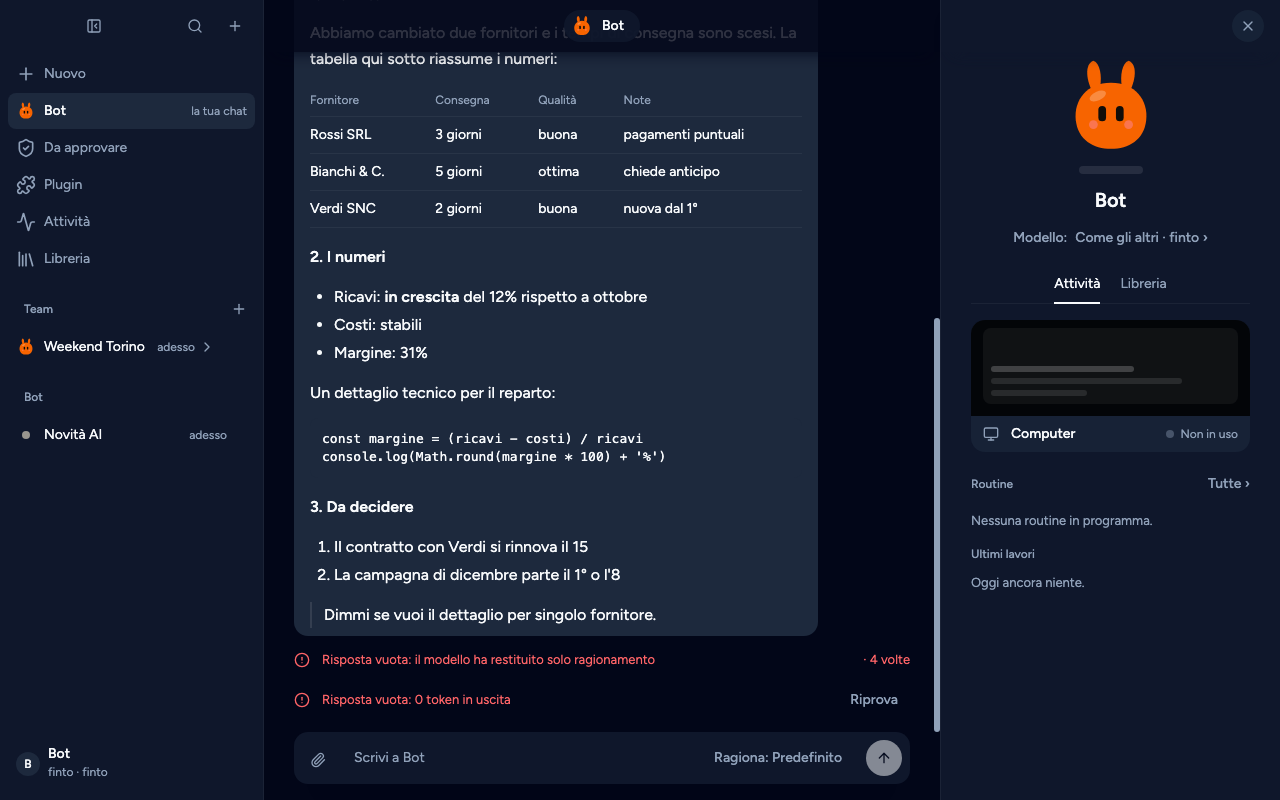 Nuovo
Bot
la tua chat
Da approvare
Plugin
Attività
Libreria
Team
Weekend Torino
adesso
Bot
Novità AI
adesso
B
Bot
finto · finto
Bot
Abbiamo cambiato due fornitori e i onsegna sono scesi. La
tabella qui sotto riassume i numeri:
Fornitore Consegna Qualità Note
Rossi SRL 3 giorni buona pagamenti puntuali
Bianchi & C. 5 giorni ottima chiede anticipo
Verdi SNC 2 giorni buona nuova dal 1°
2. I numeri
• Ricavi: in crescita del 12% rispetto a ottobre
• Costi: stabili
• Margine: 31%
Un dettaglio tecnico per il reparto:
const margine = (ricavi − costi) / ricavi
console.log(Math.round(margine * 100) + '%')
3. Da decidere
1. Il contratto con Verdi si rinnova il 15
2. La campagna di dicembre parte il 1° o l'8
Dimmi se vuoi il dettaglio per singolo fornitore.
Risposta vuota: il modello ha restituito solo ragionamento · 4 volte
Risposta vuota: 0 token in uscita Riprova
Scrivi a Bot Ragiona: Predefinito
Bot
Modello: Come gli altri · finto ›
Attività Libreria
Computer Non in uso
Routine Tutte ›
Nessuna routine in programma.
Ultimi lavori
Oggi ancora niente.